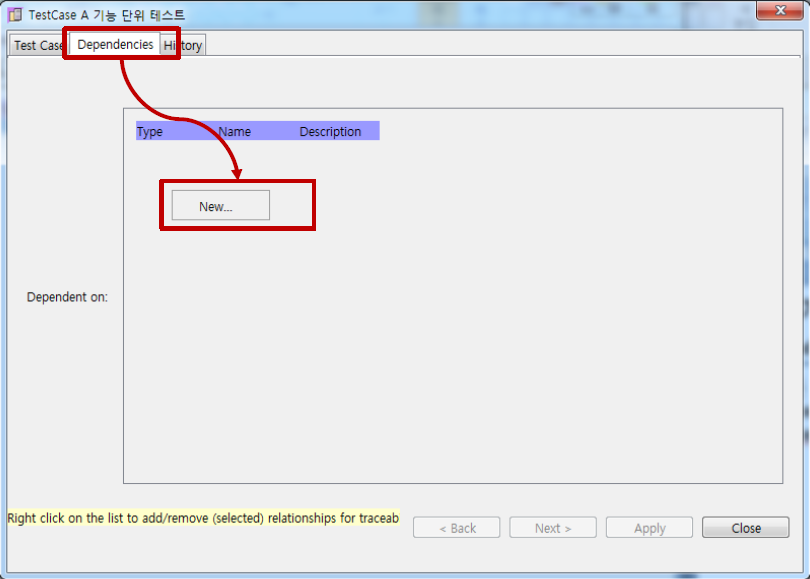 TestCase A 기능 단위 테스트
Test Case Dependencies History
Type Name Description
New...
Dependent on:
Right click on the list to add/remove (selected) relationships for traceab
< Back Next > Apply Close